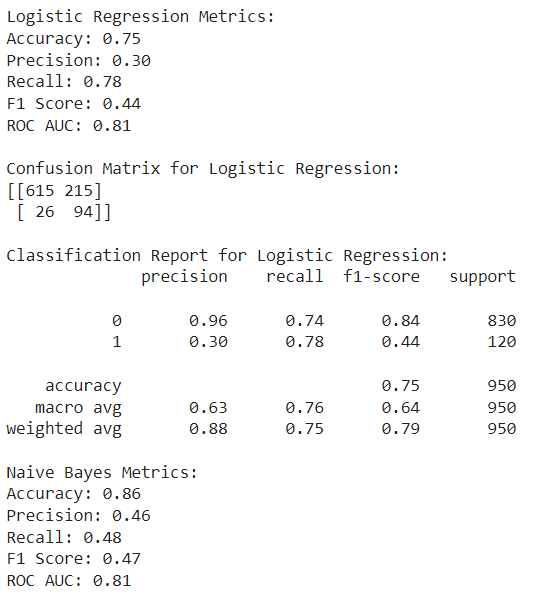 Logistic Regression Metrics:
Accuracy: 0.75
Precision: 0.30
Recall: 0.78
F1 Score: 0.44
ROC AUC: 0.81

Confusion Matrix for Logistic Regression:
[[615 215]
 [ 26  94]]

Classification Report for Logistic Regression:
              precision    recall  f1-score   support

           0       0.96      0.74      0.84       830
           1       0.30      0.78      0.44       120

    accuracy                           0.75       950
   macro avg       0.63      0.76      0.64       950
weighted avg       0.88      0.75      0.79       950

Naive Bayes Metrics:
Accuracy: 0.86
Precision: 0.46
Recall: 0.48
F1 Score: 0.47
ROC AUC: 0.81